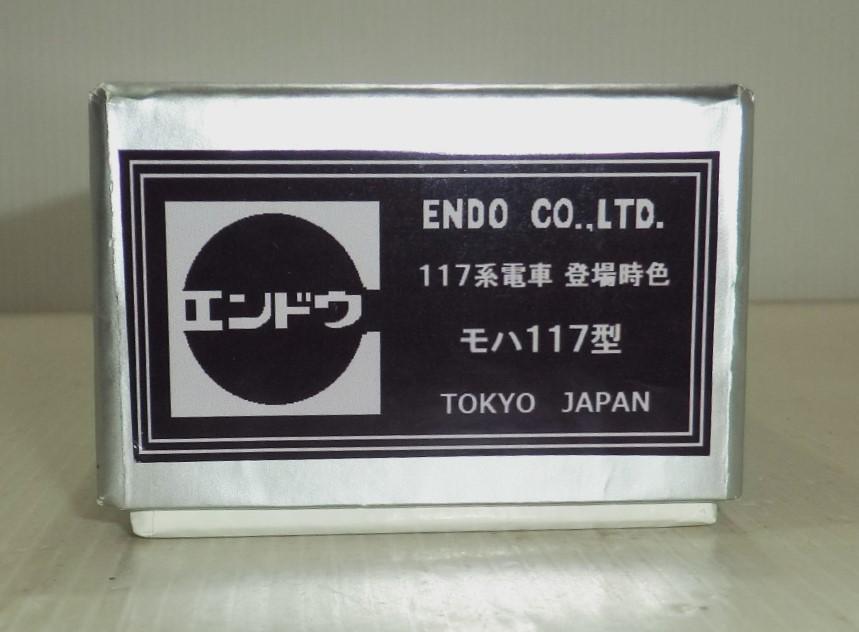 エンドウ
ENDO CO.,LTD.
117系電車 登場時色
モハ117型
TOKYO JAPAN